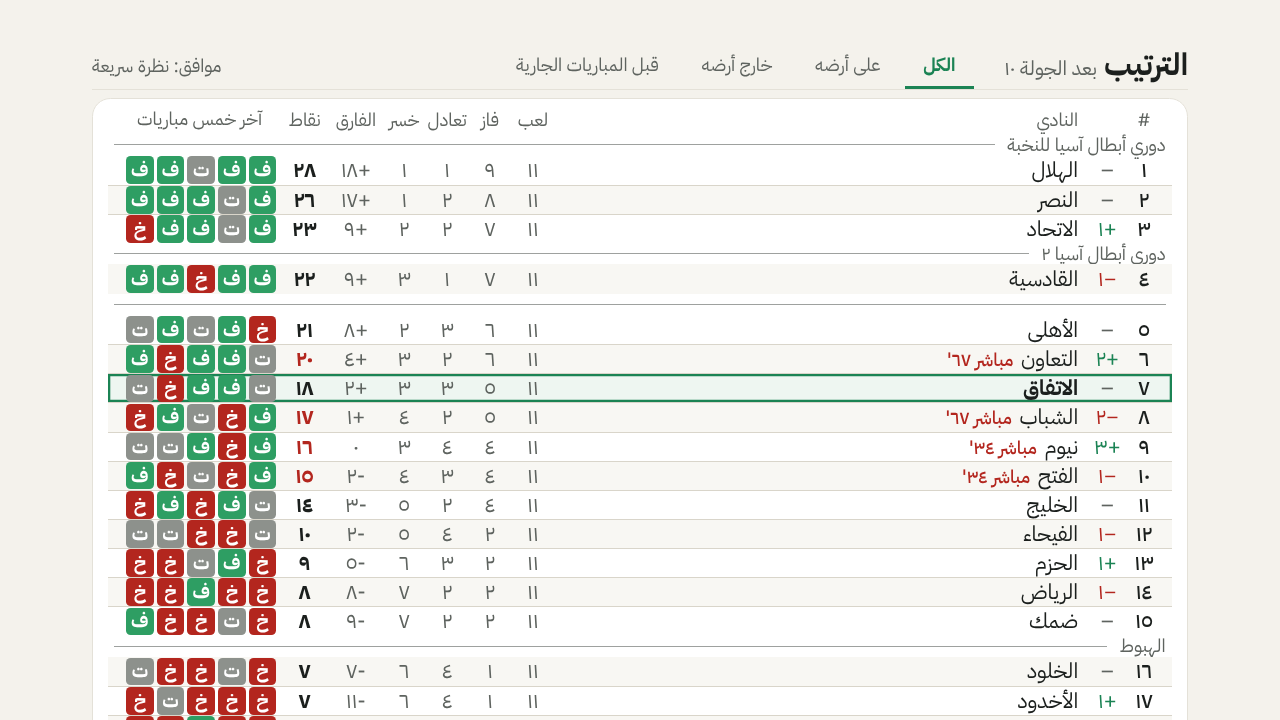 الترتيب بعد الجولة ١٠ الكل على أرضه خارج أرضه قبل المباريات الجارية موافق: نظرة سريعة
# النادي لعب فاز تعادل خسر الفارق نقاط آخر خمس مباريات
دوري أبطال آسيا للنخبة
١ – الهلال ١١ ٩ ١ ١ +١٨ ٢٨ ف ف ت ف ف
٢ – النصر ١١ ٨ ٢ ١ +١٧ ٢٦ ف ت ف ف ف
٣ +١ الاتحاد ١١ ٧ ٢ ٢ +٩ ٢٣ ف ت ف ف خ
دوري أبطال آسيا ٢
٤ –١ القادسية ١١ ٧ ١ ٣ +٩ ٢٢ ف ف خ ف ف
٥ – الأهلي ١١ ٦ ٣ ٢ +٨ ٢١ خ ف ت ف ت
٦ +٢ التعاون مباشر ٦٧' ١١ ٦ ٢ ٣ +٤ ٢٠ ت ف ف خ ف
٧ – الاتفاق ١١ ٥ ٣ ٣ +٢ ١٨ ت ف ف خ ت
٨ –٢ الشباب مباشر ٦٧' ١١ ٥ ٢ ٤ +١ ١٧ ف خ ت ف خ
٩ +٣ نيوم مباشر ٣٤' ١١ ٤ ٤ ٣ ٠ ١٦ ف خ ف ت ت
١٠ –١ الفتح مباشر ٣٤' ١١ ٤ ٣ ٤ -٢ ١٥ ف خ ت خ ف
١١ – الخليج ١١ ٤ ٢ ٥ -٣ ١٤ ت ف خ ف خ
١٢ –١ الفيحاء ١١ ٢ ٤ ٥ -٢ ١٠ ت خ خ ت ت
١٣ +١ الحزم ١١ ٢ ٣ ٦ -٥ ٩ خ ف ت خ خ
١٤ –١ الرياض ١١ ٢ ٢ ٧ -٨ ٨ خ خ ف خ خ
١٥ – ضمك ١١ ٢ ٢ ٧ -٩ ٨ خ ت خ خ ف
الهبوط
١٦ – الخلود ١١ ١ ٤ ٦ -٧ ٧ خ ت خ خ ت
١٧ +١ الأخدود ١١ ١ ٤ ٦ -١١ ٧ خ خ خ ت خ